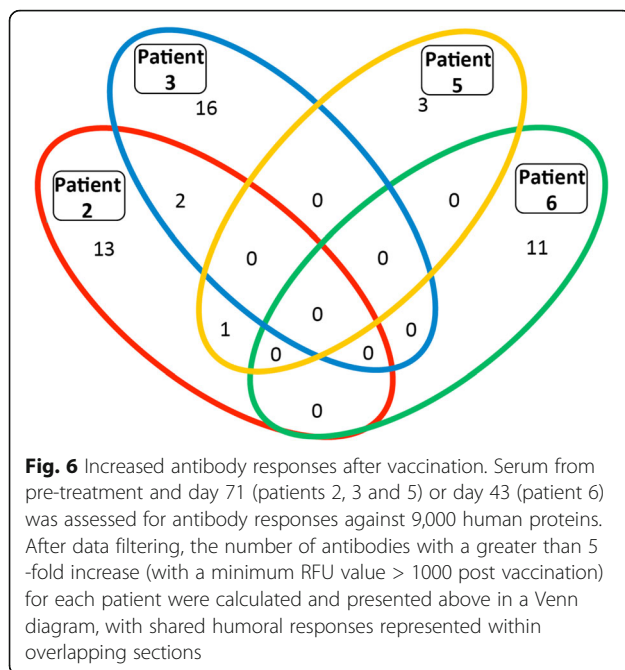 Patient
3
16
Patient
5
3
Patient
2
13
2
0
0
Patient
6
11
0
0
1
0
0
0
0
0
Fig. 6 Increased antibody responses after vaccination. Serum from
pre-treatment and day 71 (patients 2, 3 and 5) or day 43 (patient 6)
was assessed for antibody responses against 9,000 human proteins.
After data filtering, the number of antibodies with a greater than 5
-fold increase (with a minimum RFU value > 1000 post vaccination)
for each patient were calculated and presented above in a Venn
diagram, with shared humoral responses represented within
overlapping sections